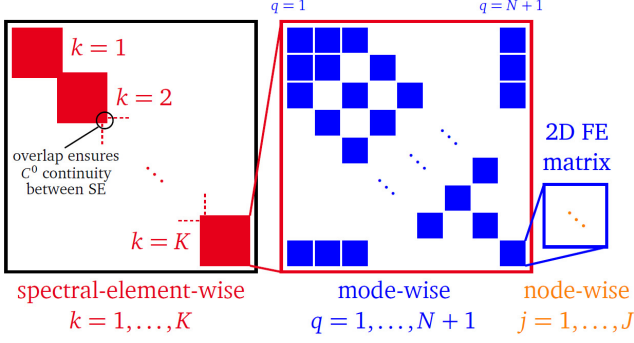 q = 1
q = N + 1
k = 1
k = 2
overlap ensures
C⁰ continuity
between SE
k = K
2D FE
matrix
spectral-element-wise
k = 1, . . . , K
mode-wise
q = 1, . . . , N + 1
node-wise
j = 1, . . . , J